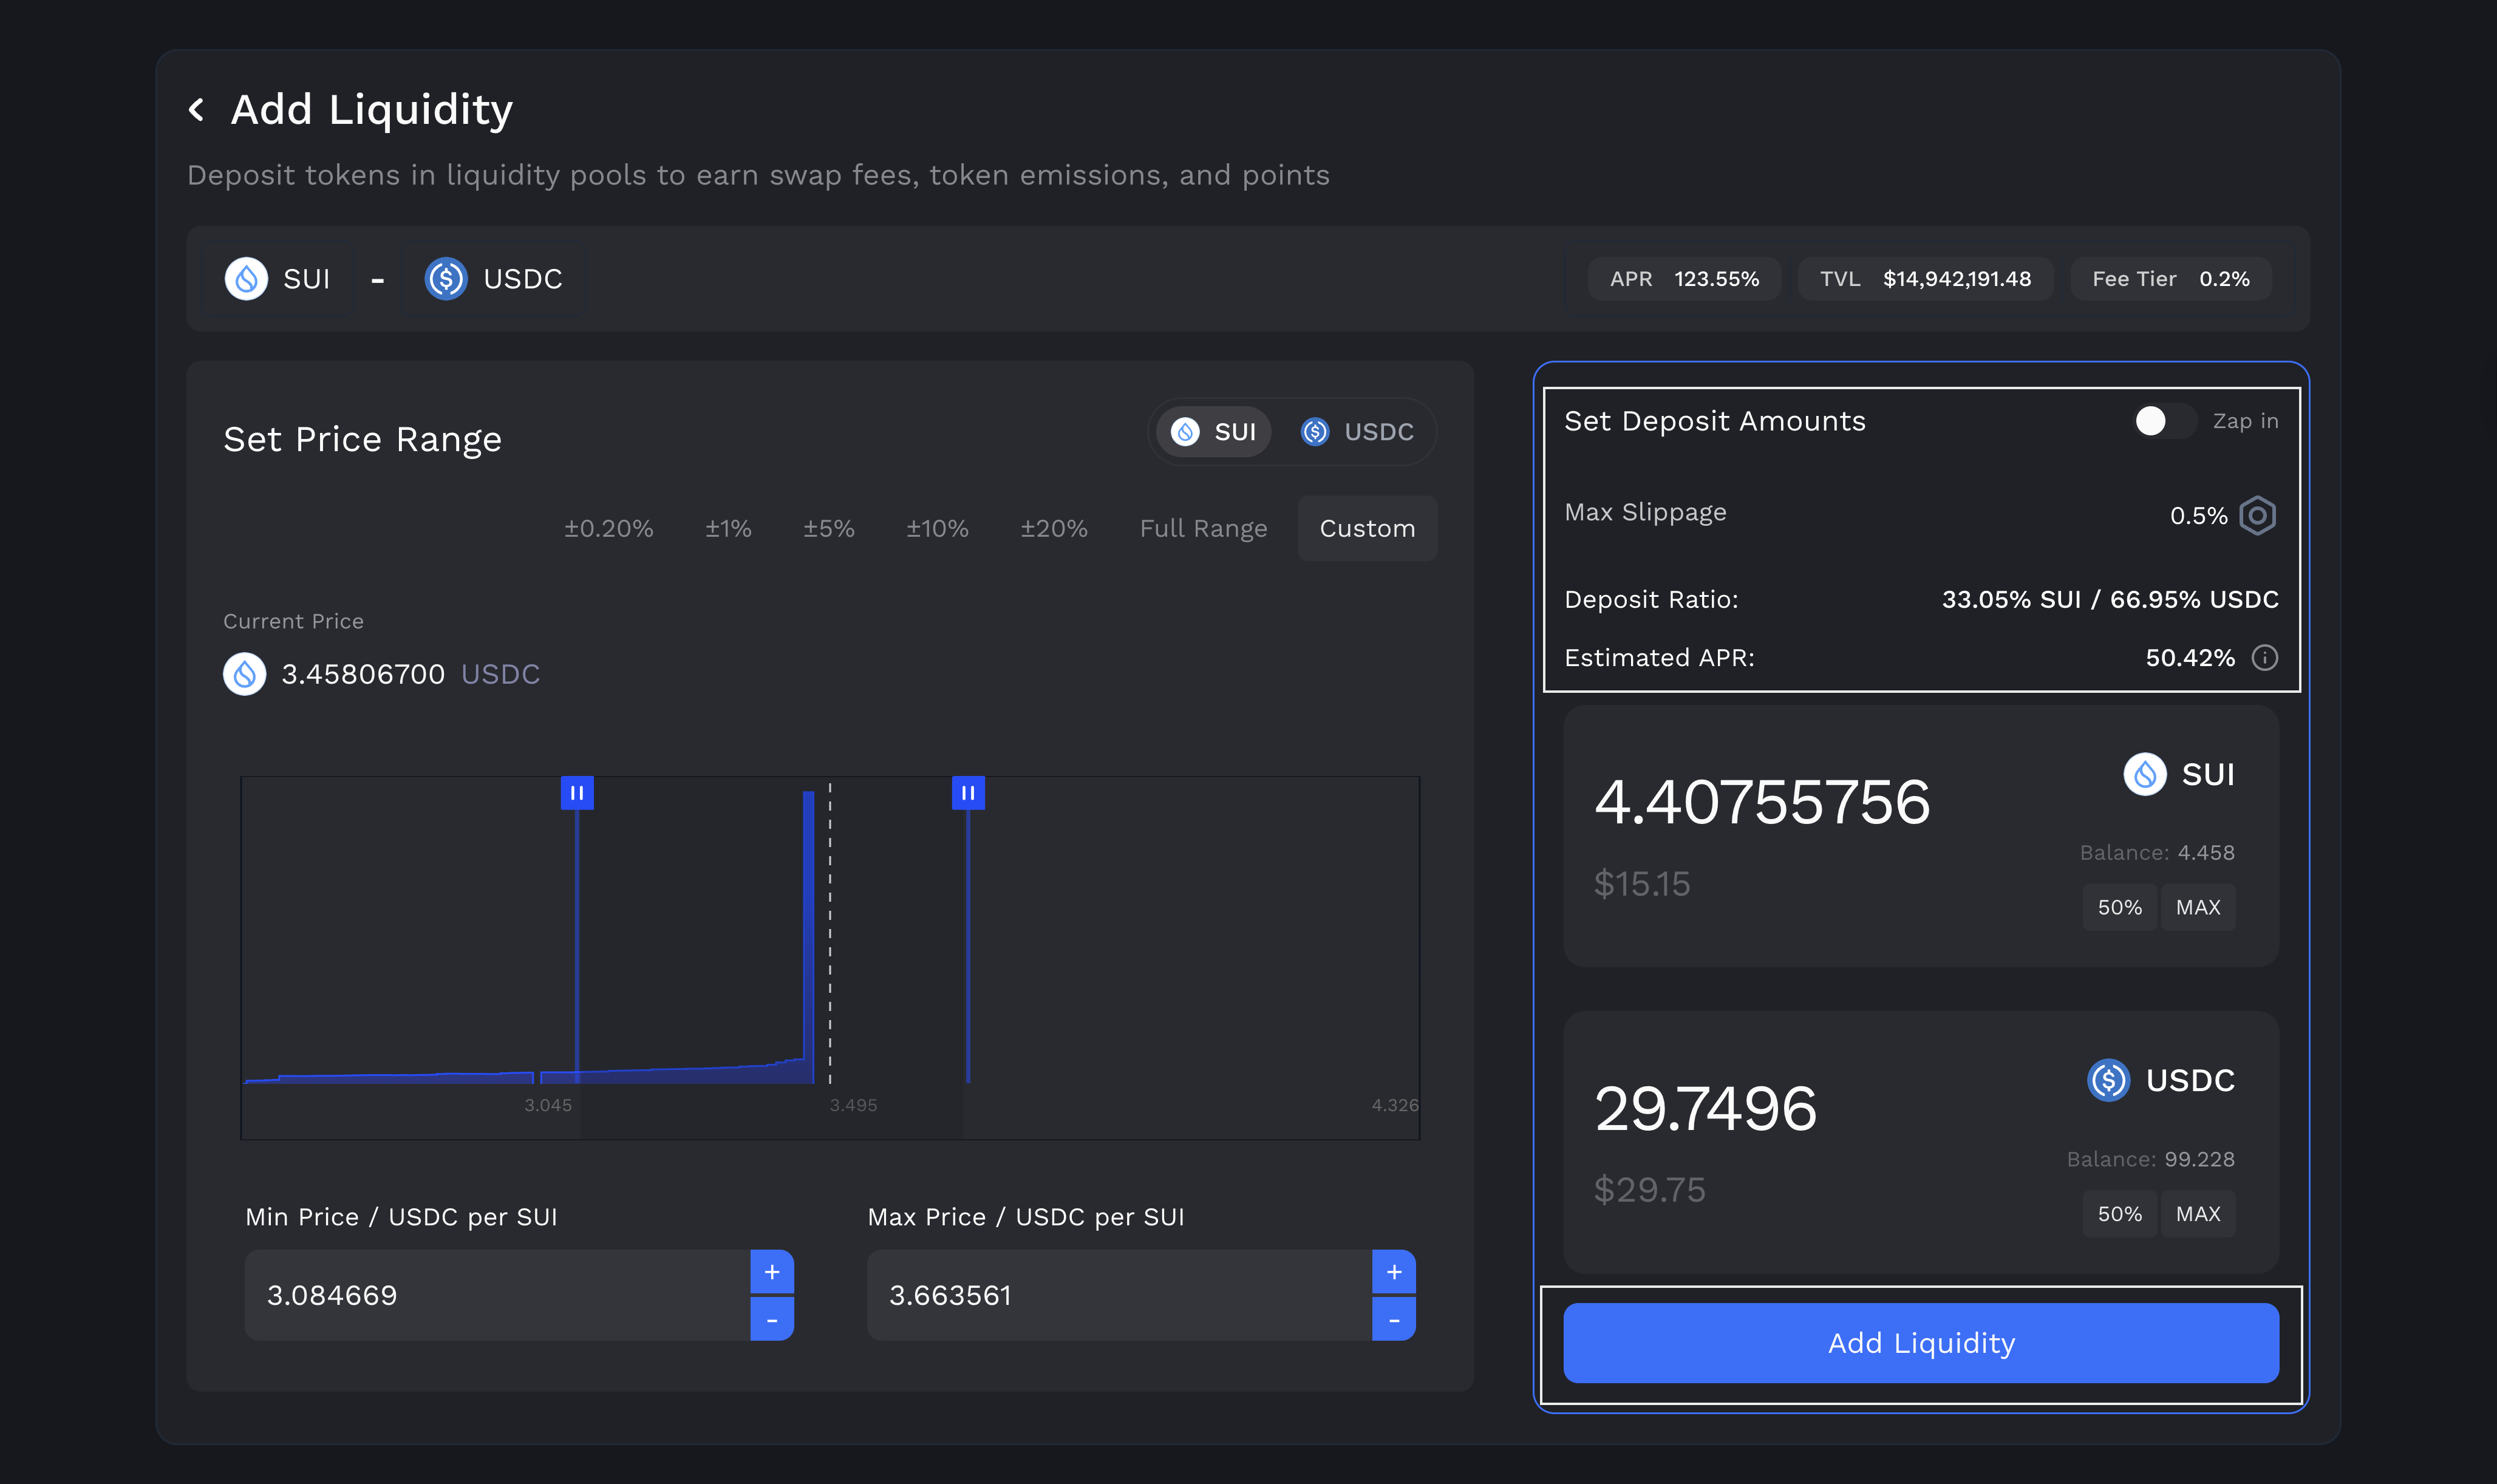 Add Liquidity
Deposit tokens in liquidity pools to earn swap fees, token emissions, and points
SUI - USDC
APR 123.55% TVL $14,942,191.48 Fee Tier 0.2%
Set Price Range
SUI USDC
±0.20% ±1% ±5% ±10% ±20% Full Range Custom
Current Price
3.45806700 USDC
3.045 3.495 4.326
Min Price / USDC per SUI
3.084669
+
-
Max Price / USDC per SUI
3.663561
+
-
Set Deposit Amounts Zap in
Max Slippage 0.5%
Deposit Ratio: 33.05% SUI / 66.95% USDC
Estimated APR: 50.42%
4.40755756 SUI
$15.15
Balance: 4.458
50% MAX
29.7496 USDC
$29.75
Balance: 99.228
50% MAX
Add Liquidity